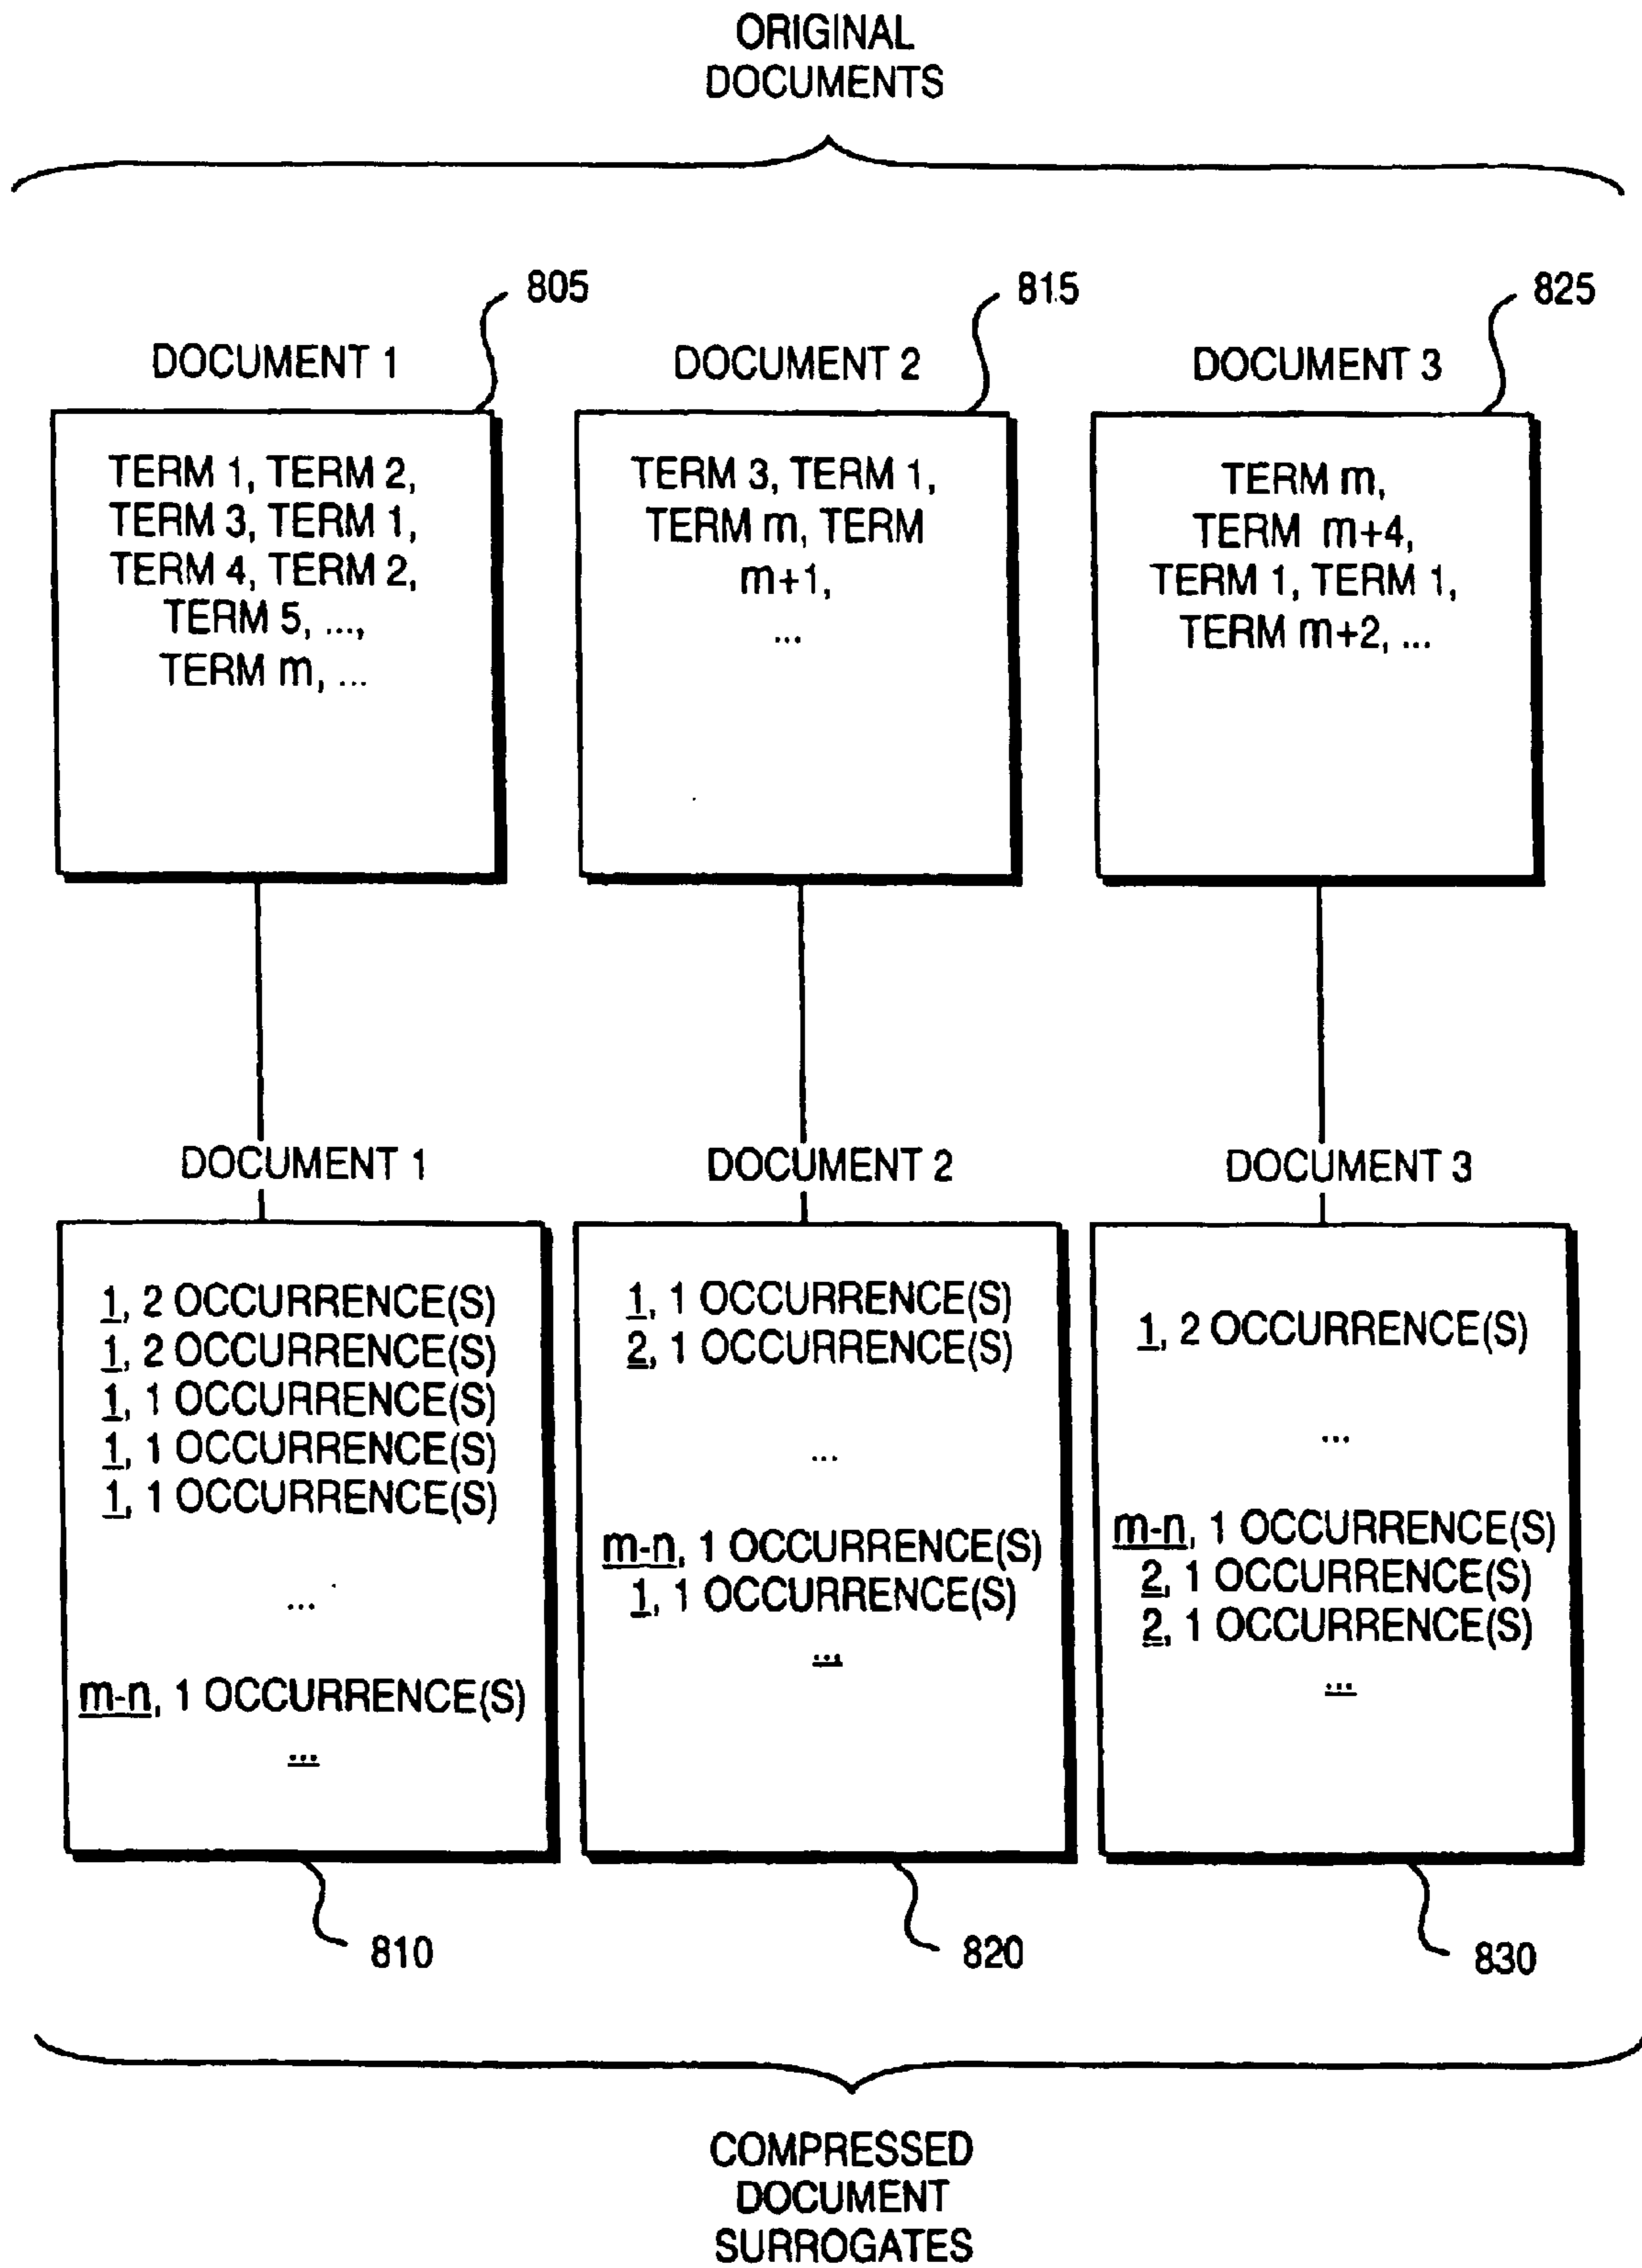 ORIGINAL
DOCUMENTS
805
815
825
DOCUMENT 1
DOCUMENT 2
DOCUMENT 3
TERM 1, TERM 2,
TERM 3, TERM 1,
TERM 4, TERM 2,
TERM 5, ...,
TERM m, ...
TERM 3, TERM 1,
TERM m, TERM
m+1,
...
TERM m,
TERM m+4,
TERM 1, TERM 1,
TERM m+2, ...
DOCUMENT 1
DOCUMENT 2
DOCUMENT 3
1, 2 OCCURRENCE(S)
1, 2 OCCURRENCE(S)
1, 1 OCCURRENCE(S)
1, 1 OCCURRENCE(S)
1, 1 OCCURRENCE(S)
...
m-n, 1 OCCURRENCE(S)
...
1, 1 OCCURRENCE(S)
2, 1 OCCURRENCE(S)
...
m-n, 1 OCCURRENCE(S)
1, 1 OCCURRENCE(S)
...
1, 2 OCCURRENCE(S)
...
m-n, 1 OCCURRENCE(S)
2, 1 OCCURRENCE(S)
2, 1 OCCURRENCE(S)
...
810
820
830
COMPRESSED
DOCUMENT
SURROGATES